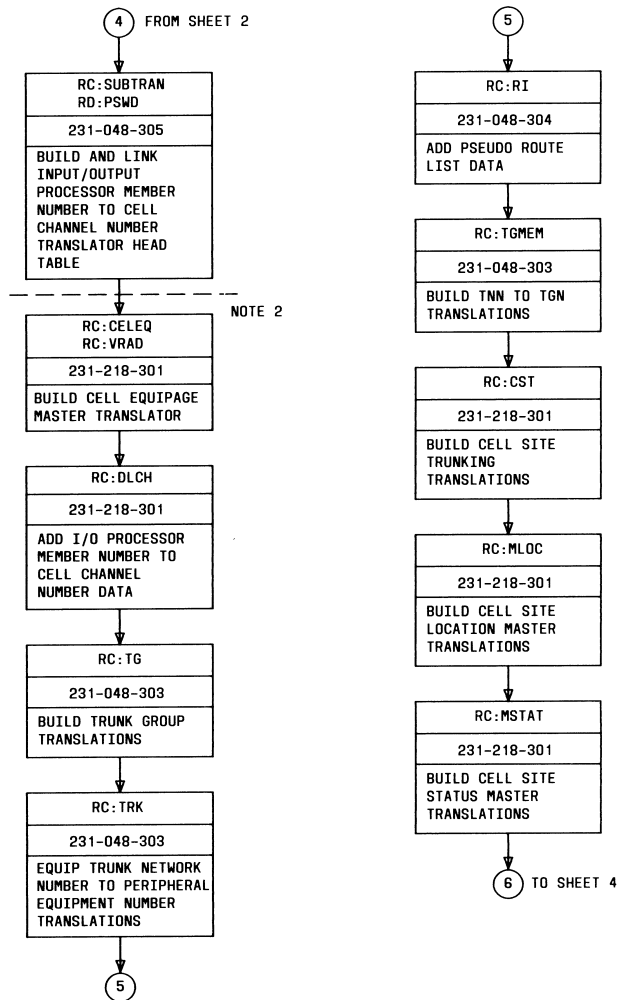 4 FROM SHEET 2
RC:SUBTRAN
RD:PSWD
231-048-305
BUILD AND LINK
INPUT/OUTPUT
PROCESSOR MEMBER
NUMBER TO CELL
CHANNEL NUMBER
TRANSLATOR HEAD
TABLE
NOTE 2
RC:CELEQ
RC:VRAD
231-218-301
BUILD CELL EQUIPAGE
MASTER TRANSLATOR
RC:DLCH
231-218-301
ADD I/O PROCESSOR
MEMBER NUMBER TO
CELL CHANNEL
NUMBER DATA
RC:TG
231-048-303
BUILD TRUNK GROUP
TRANSLATIONS
RC:TRK
231-048-303
EQUIP TRUNK NETWORK
NUMBER TO PERIPHERAL
EQUIPMENT NUMBER
TRANSLATIONS
5
5
RC:RI
231-048-304
ADD PSEUDO ROUTE
LIST DATA
RC:TGMEM
231-048-303
BUILD TNN TO TGN
TRANSLATIONS
RC:CST
231-218-301
BUILD CELL SITE
TRUNKING
TRANSLATIONS
RC:MLOC
231-218-301
BUILD CELL SITE
LOCATION MASTER
TRANSLATIONS
RC:MSTAT
231-218-301
BUILD CELL SITE
STATUS MASTER
TRANSLATIONS
6 TO SHEET 4